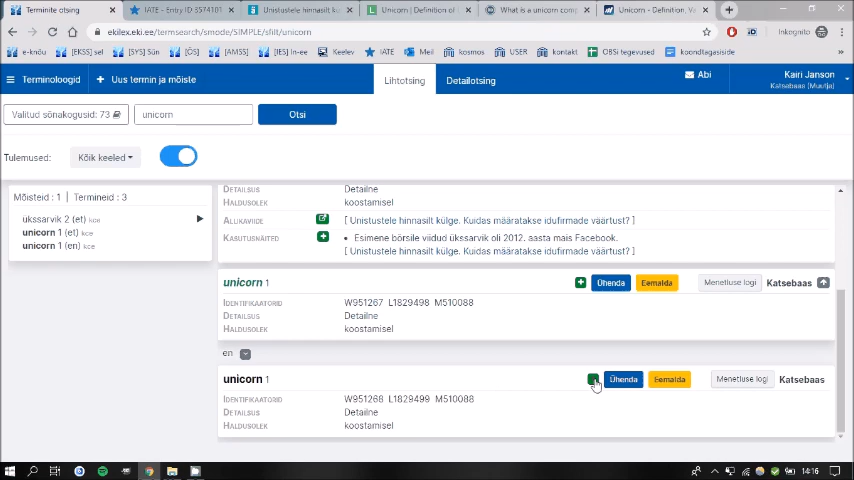 Terminite otsing
IATE - Entry ID 3574101
Unistustele hinnasilt kü
Unicorn | Definition of
What is a unicorn comp
Unicorn - Definition, V
ekilex.eki.ee/termsearch/smode/SIMPLE/sfilt/unicorn
Inkognito
e-knõu
[EKSS] sel
[SYS] Sün
[ÕS]
[AMSS]
[IES] In-ee
Keelev
IATE
Mail
kosmos
USER
kontakt
ÕBSi tegevused
koondtagasiside
Terminoloogid
Uus termin ja mõiste
Lihtotsing
Detailotsing
Abi
Kairi Janson
Katsebaas (Muutja)
Valitud sõnakogusid: 73
unicorn
Otsi
Tulemused:
Kõik keeled
Mõisteid : 1 | Termineid : 3
ükssarvik 2 (et) kce
unicorn 1 (et) kce
unicorn 1 (en) kce
Detailsus Detailne
Haldusolek koostamisel
Allikaviide [ Unistustele hinnasilt külge. Kuidas määratakse idufirmade väärtust? ]
Kasutusnäited • Esimene börsile viidud ükssarvik oli 2012. aasta mais Facebook.
[ Unistustele hinnasilt külge. Kuidas määratakse idufirmade väärtust? ]
unicorn 1 Ühenda Eemalda Menetluse logi Katsebaas
Identifikaatorid W951267 L1829498 M510088
Detailsus Detailne
Haldusolek koostamisel
en
unicorn 1 Ühenda Eemalda Menetluse logi Katsebaas
Identifikaatorid W951268 L1829499 M510088
Detailsus Detailne
Haldusolek koostamisel
14:16